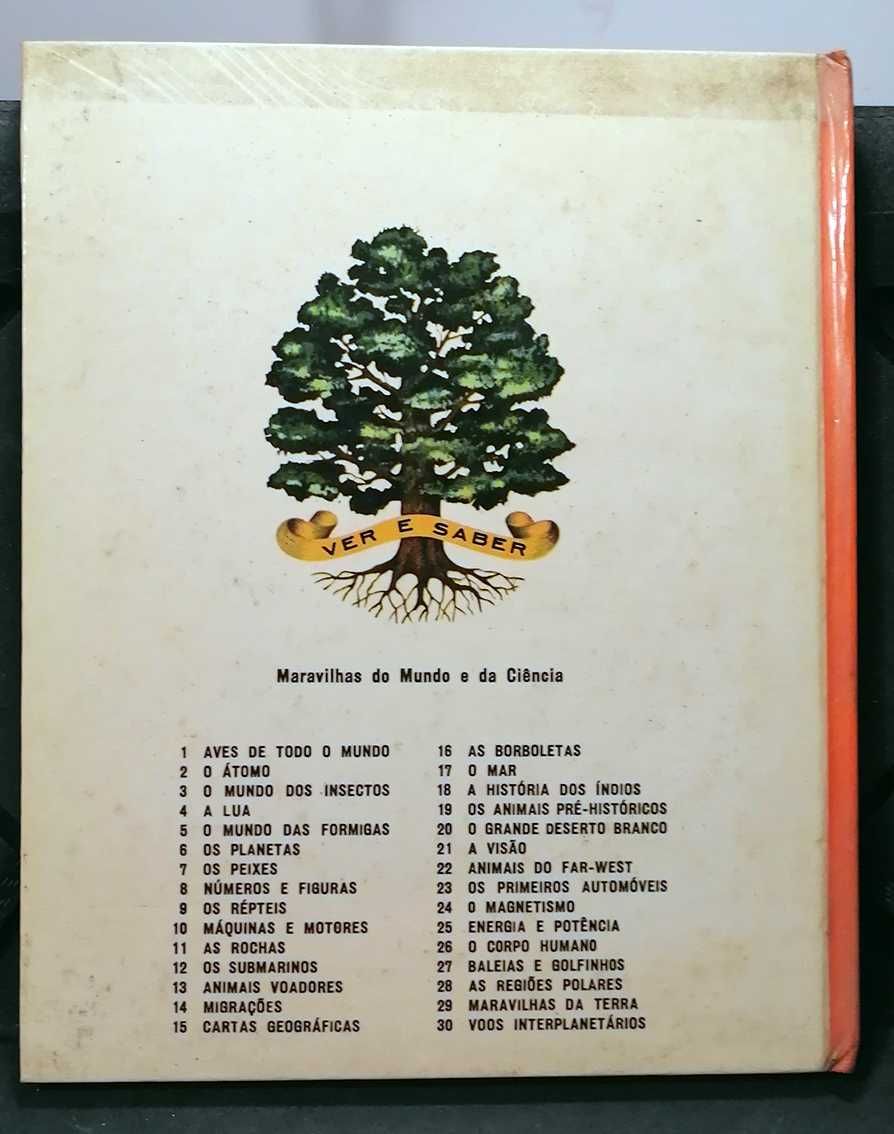 VER E SABER
Maravilhas do Mundo e da Ciência
1 AVES DE TODO O MUNDO
2 O ÁTOMO
3 O MUNDO DOS INSECTOS
4 A LUA
5 O MUNDO DAS FORMIGAS
6 OS PLANETAS
7 OS PEIXES
8 NÚMEROS E FIGURAS
9 OS RÉPTEIS
10 MÁQUINAS E MOTORES
11 AS ROCHAS
12 OS SUBMARINOS
13 ANIMAIS VOADORES
14 MIGRAÇÕES
15 CARTAS GEOGRÁFICAS
16 AS BORBOLETAS
17 O MAR
18 A HISTÓRIA DOS ÍNDIOS
19 OS ANIMAIS PRÉ-HISTÓRICOS
20 O GRANDE DESERTO BRANCO
21 A VISÃO
22 ANIMAIS DO FAR-WEST
23 OS PRIMEIROS AUTOMÓVEIS
24 O MAGNETISMO
25 ENERGIA E POTÊNCIA
26 O CORPO HUMANO
27 BALEIAS E GOLFINHOS
28 AS REGIÕES POLARES
29 MARAVILHAS DA TERRA
30 VOOS INTERPLANETÁRIOS